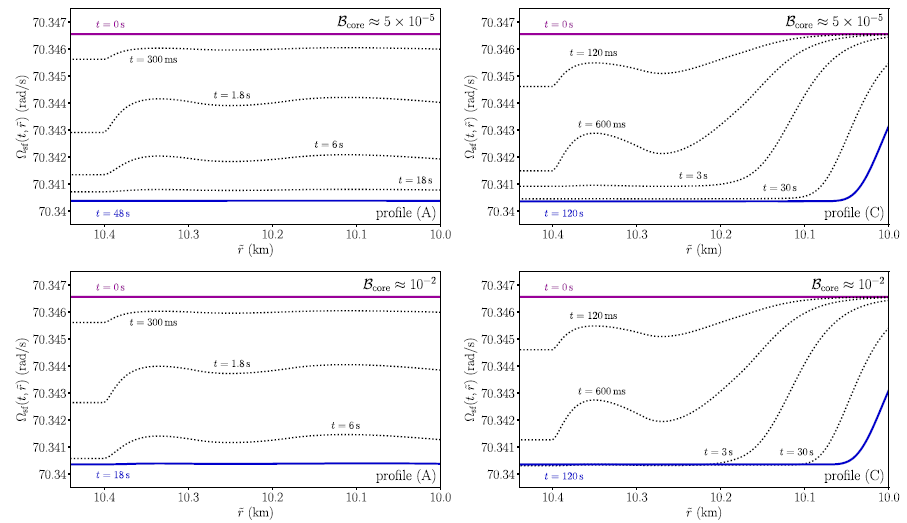 70.347
70.346
70.345
70.344
70.343
70.342
70.341
70.34
Ω_sf(t, r̃) (rad/s)
t = 0 s
𝓑_core ≈ 5 × 10⁻⁵
t = 300 ms
t = 1.8 s
t = 6 s
t = 18 s
t = 48 s
profile (A)
10.4 10.3 10.2 10.1 10.0
r̃ (km)
70.347
70.346
70.345
70.344
70.343
70.342
70.341
70.34
Ω_sf(t, r̃) (rad/s)
t = 0 s
𝓑_core ≈ 5 × 10⁻⁵
t = 120 ms
t = 600 ms
t = 3 s
t = 30 s
t = 120 s
profile (C)
10.4 10.3 10.2 10.1 10.0
r̃ (km)
70.347
70.346
70.345
70.344
70.343
70.342
70.341
70.34
Ω_sf(t, r̃) (rad/s)
t = 0 s
𝓑_core ≈ 10⁻²
t = 300 ms
t = 1.8 s
t = 6 s
t = 18 s
profile (A)
10.4 10.3 10.2 10.1 10.0
r̃ (km)
70.347
70.346
70.345
70.344
70.343
70.342
70.341
70.34
Ω_sf(t, r̃) (rad/s)
t = 0 s
𝓑_core ≈ 10⁻²
t = 120 ms
t = 600 ms
t = 3 s
t = 30 s
t = 120 s
profile (C)
10.4 10.3 10.2 10.1 10.0
r̃ (km)